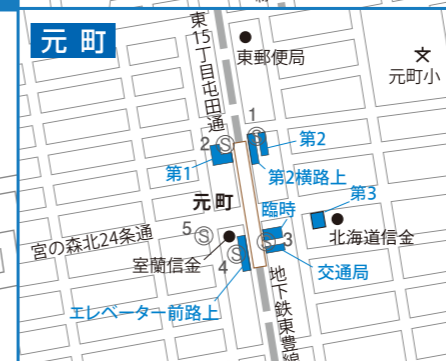 元町
東15丁目屯田通
東郵便局
文
元町小
1
2
第2
第1
第2横路上
元町
臨時
第3
宮の森北24条通
5
3
北海道信金
室蘭信金
4
交通局
エレベーター前路上
地下鉄東豊線